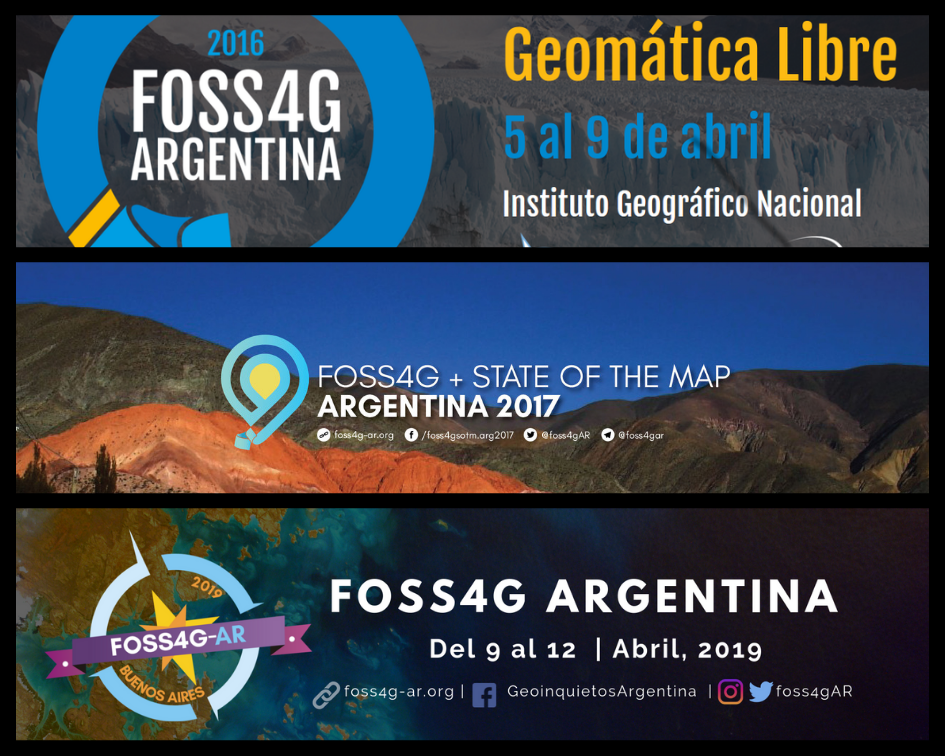 2016
FOSS4G
ARGENTINA
Geomática Libre
5 al 9 de abril
Instituto Geográfico Nacional
FOSS4G + STATE OF THE MAP
ARGENTINA 2017
foss4g-ar.org /foss4gsotm.arg2017 @foss4gAR @foss4gar
2019
FOSS4G-AR
BUENOS AIRES
FOSS4G ARGENTINA
Del 9 al 12 | Abril, 2019
foss4g-ar.org | GeoinquietosArgentina | foss4gAR